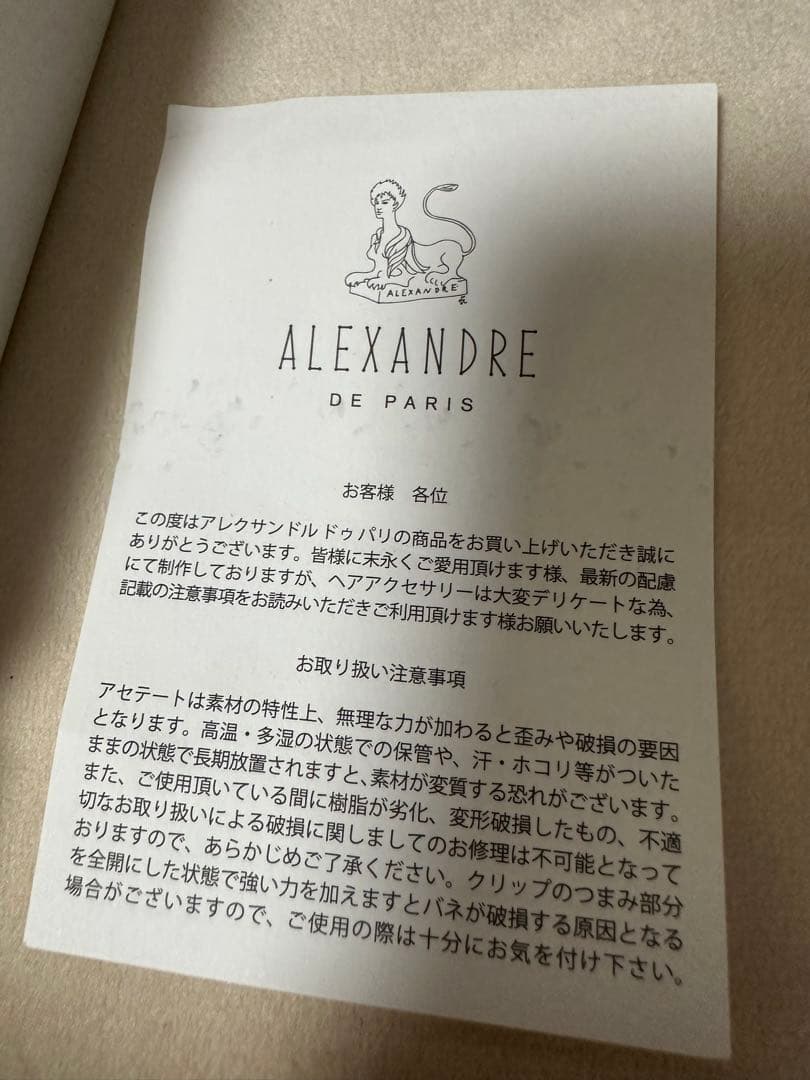 ALEXANDRE
ALEXANDRE
DE PARIS
お客様　各位
この度はアレクサンドル ドゥ パリの商品をお買い上げいただき誠に
ありがとうございます。皆様に末永くご愛用頂けます様、最新の配慮
にて制作しておりますが、ヘアアクセサリーは大変デリケートな為、
記載の注意事項をお読みいただきご利用頂けます様お願いいたします。
お取り扱い注意事項
アセテートは素材の特性上、無理な力が加わると歪みや破損の要因
となります。高温・多湿の状態での保管や、汗・ホコリ等がついた
ままの状態で長期放置されますと、素材が変質する恐れがございます。
また、ご使用頂いている間に樹脂が劣化、変形破損したもの、不適
切なお取り扱いによる破損に関しましてのお修理は不可能となって
おりますので、あらかじめご了承ください。クリップのつまみ部分
を全開にした状態で強い力を加えますとバネが破損する原因となる
場合がございますので、ご使用の際は十分にお気を付け下さい。